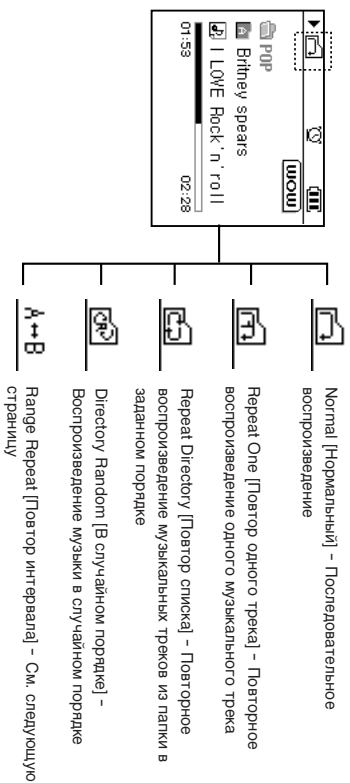 POP
Britney spears
I LOVE Rock'n'roll
01:53 02:28
WOW
Normal [Нормальный] – Последовательное
воспроизведение
Repeat One [Повтор одного трека] – Повторное
воспроизведение одного музыкального трека
Repeat Directory [Повтор списка] – Повторное
воспроизведение музыкальных треков из папки в
заданном порядке
Directory Random [В случайном порядке] –
Воспроизведение музыки в случайном порядке
A↔B
Range Repeat [Повтор интервала] – См. следующую
страницу